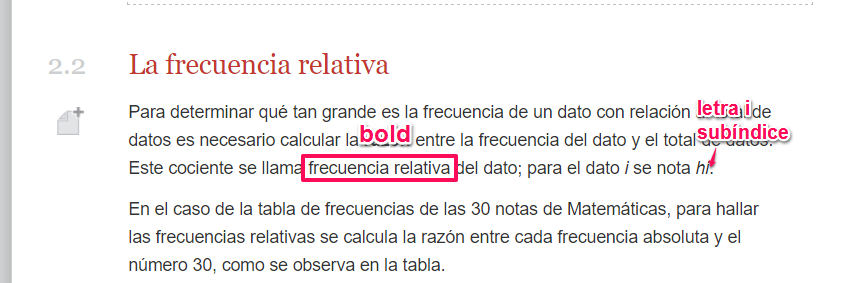 2.2 La frecuencia relativa
letra i
Para determinar qué tan grande es la frecuencia de un dato con relación de
subíndice
bold
datos es necesario calcular la entre la frecuencia del dato y el total de datos.
Este cociente se llama frecuencia relativa del dato; para el dato i se nota hi.
En el caso de la tabla de frecuencias de las 30 notas de Matemáticas, para hallar
las frecuencias relativas se calcula la razón entre cada frecuencia absoluta y el
número 30, como se observa en la tabla.